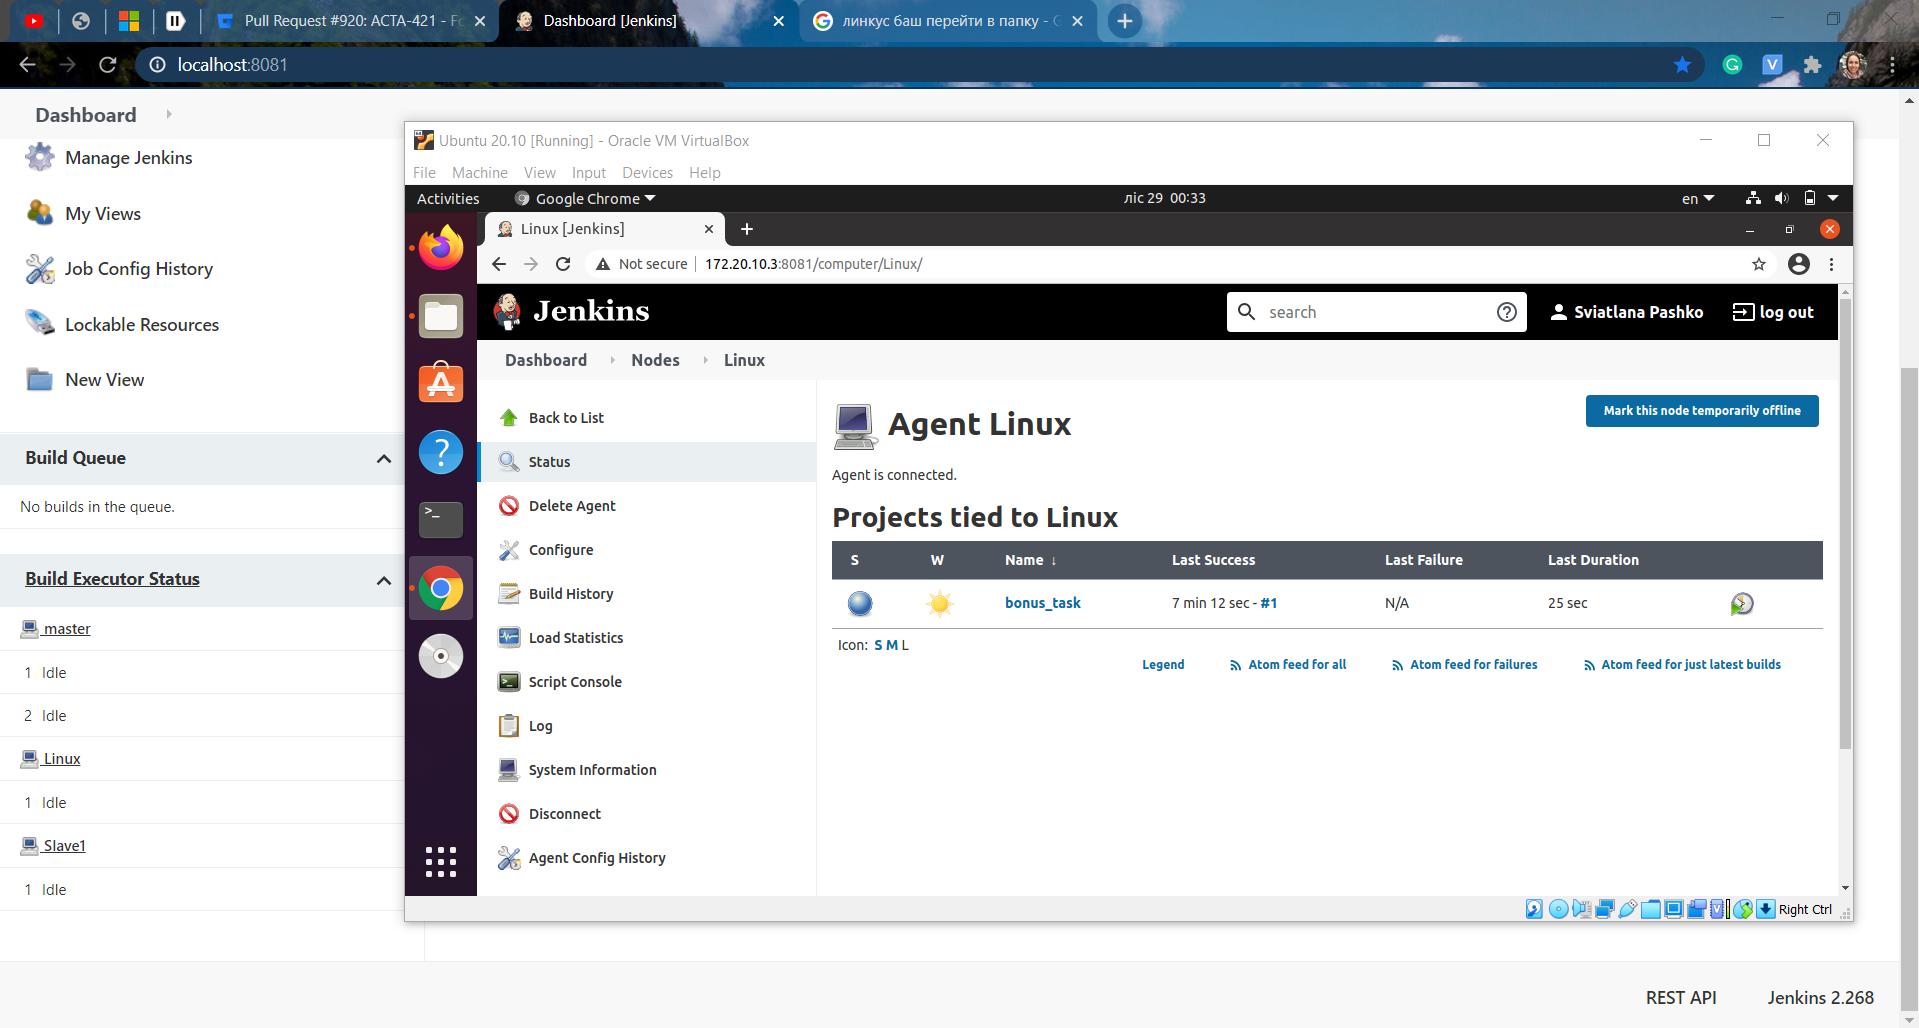 Pull Request #920: ACTA-421 - Fo
Dashboard [Jenkins]
линкус баш перейти в папку - G
localhost:8081
Dashboard
Manage Jenkins
My Views
Job Config History
Lockable Resources
New View
Build Queue
No builds in the queue.
Build Executor Status
master
1 Idle
2 Idle
Linux
1 Idle
Slave1
1 Idle
Ubuntu 20.10 [Running] - Oracle VM VirtualBox
File Machine View Input Devices Help
Activities Google Chrome ліс 29 00:33 en
Linux [Jenkins]
Not secure 172.20.10.3:8081/computer/Linux/
Jenkins search Sviatlana Pashko log out
Dashboard Nodes Linux
Back to List
Status
Delete Agent
Configure
Build History
Load Statistics
Script Console
Log
System Information
Disconnect
Agent Config History
Agent Linux
Mark this node temporarily offline
Agent is connected.
Projects tied to Linux
S W Name ↓ Last Success Last Failure Last Duration
bonus_task 7 min 12 sec - #1 N/A 25 sec
Icon: S M L
Legend Atom feed for all Atom feed for failures Atom feed for just latest builds
Right Ctrl
REST API Jenkins 2.268